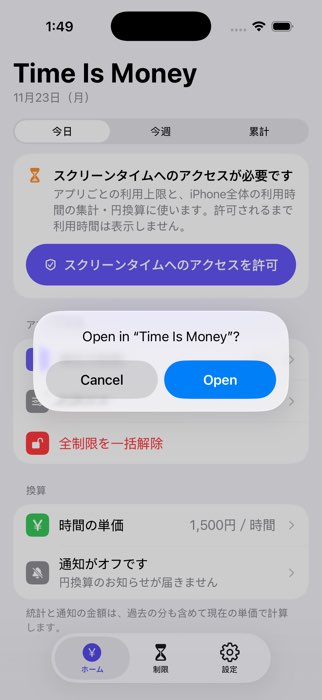 1:49
Time Is Money
11月23日（月）
今日
今週
累計
スクリーンタイムへのアクセスが必要です
アプリごとの利用上限と、iPhone全体の利用時
間の集計・円換算に使います。許可されるまで
利用時間は表示しません。
スクリーンタイムへのアクセスを許可
Open in “Time Is Money”?
Cancel
Open
全制限を一括解除
換算
時間の単価
1,500円 / 時間
通知がオフです
円換算のお知らせが届きません
統計と通知の金額は、過去の分も含めて現在の単価で計算
します。
ホーム
制限
設定